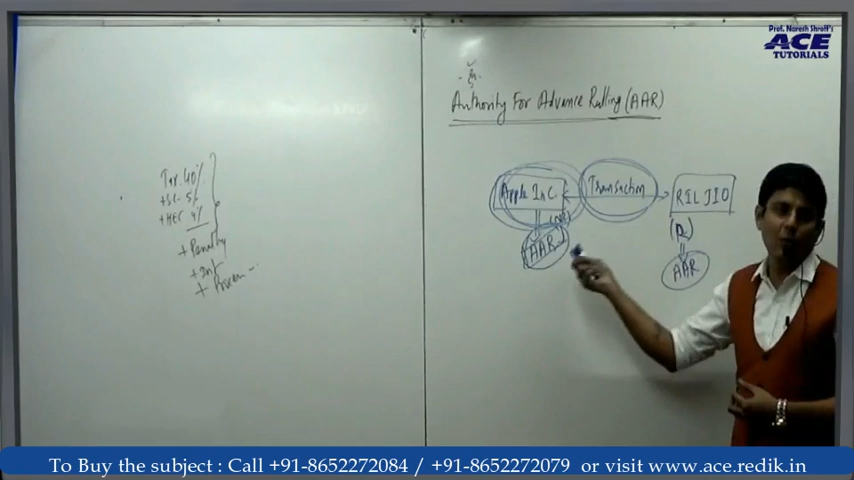 Prof. Naresh Shroff's
ACE
TUTORIALS
Authority For Advance Rulling (AAR)
Apple Inc.
Transaction
RIL JIO
(NR)
(R)
AAR
AAR
Tax 40%
+SC- 5%
+HEC 4%
+ Penalty
+ Int
+
To Buy the subject : Call +91-8652272084 / +91-8652272079 or visit www.ace.redik.in